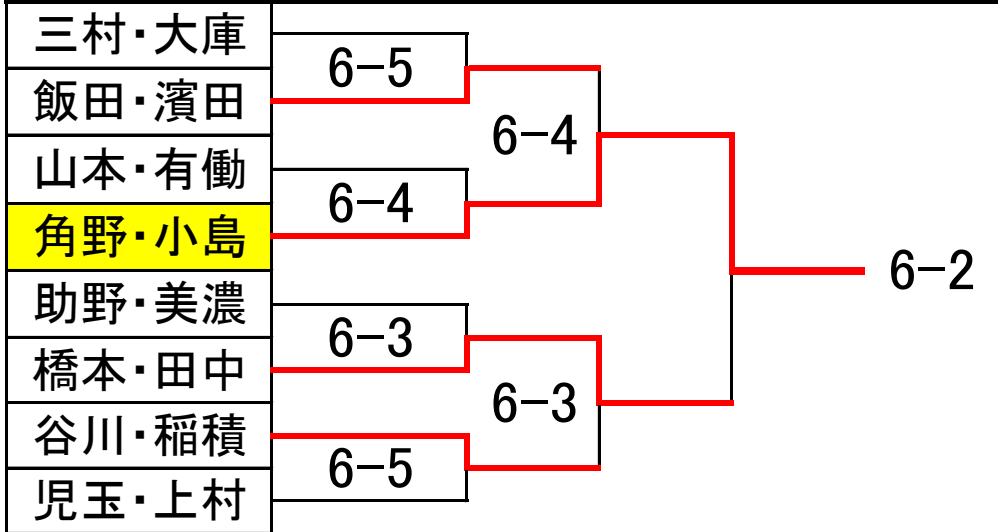 三村・大庫
飯田・濱田
山本・有働
角野・小島
助野・美濃
橋本・田中
谷川・稲積
児玉・上村
6-5
6-4
6-3
6-5
6-4
6-3
6-2